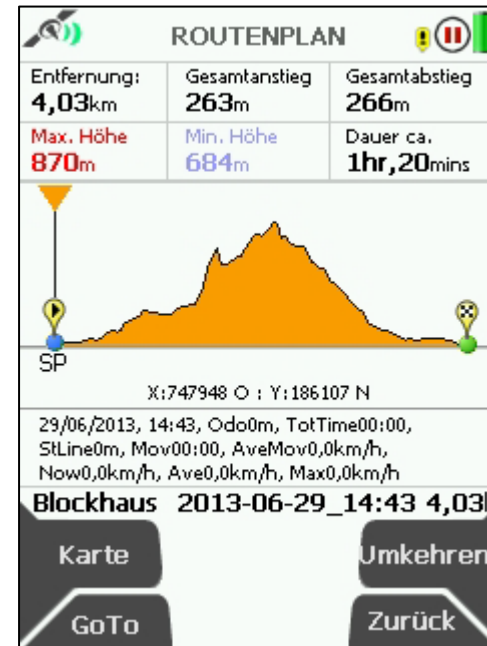 ROUTENPLAN
Entfernung: Gesamtanstieg Gesamtabstieg
4,03km 263m 266m
Max. Höhe Min. Höhe Dauer ca.
870m 684m 1hr,20mins
SP
X:747948 O : Y:186107 N
29/06/2013, 14:43, Odo0m, TotTime00:00,
StLine0m, Mov00:00, AveMov0,0km/h,
Now0,0km/h, Ave0,0km/h, Max0,0km/h
Blockhaus 2013-06-29_14:43 4,03
Karte Umkehren
GoTo Zurück